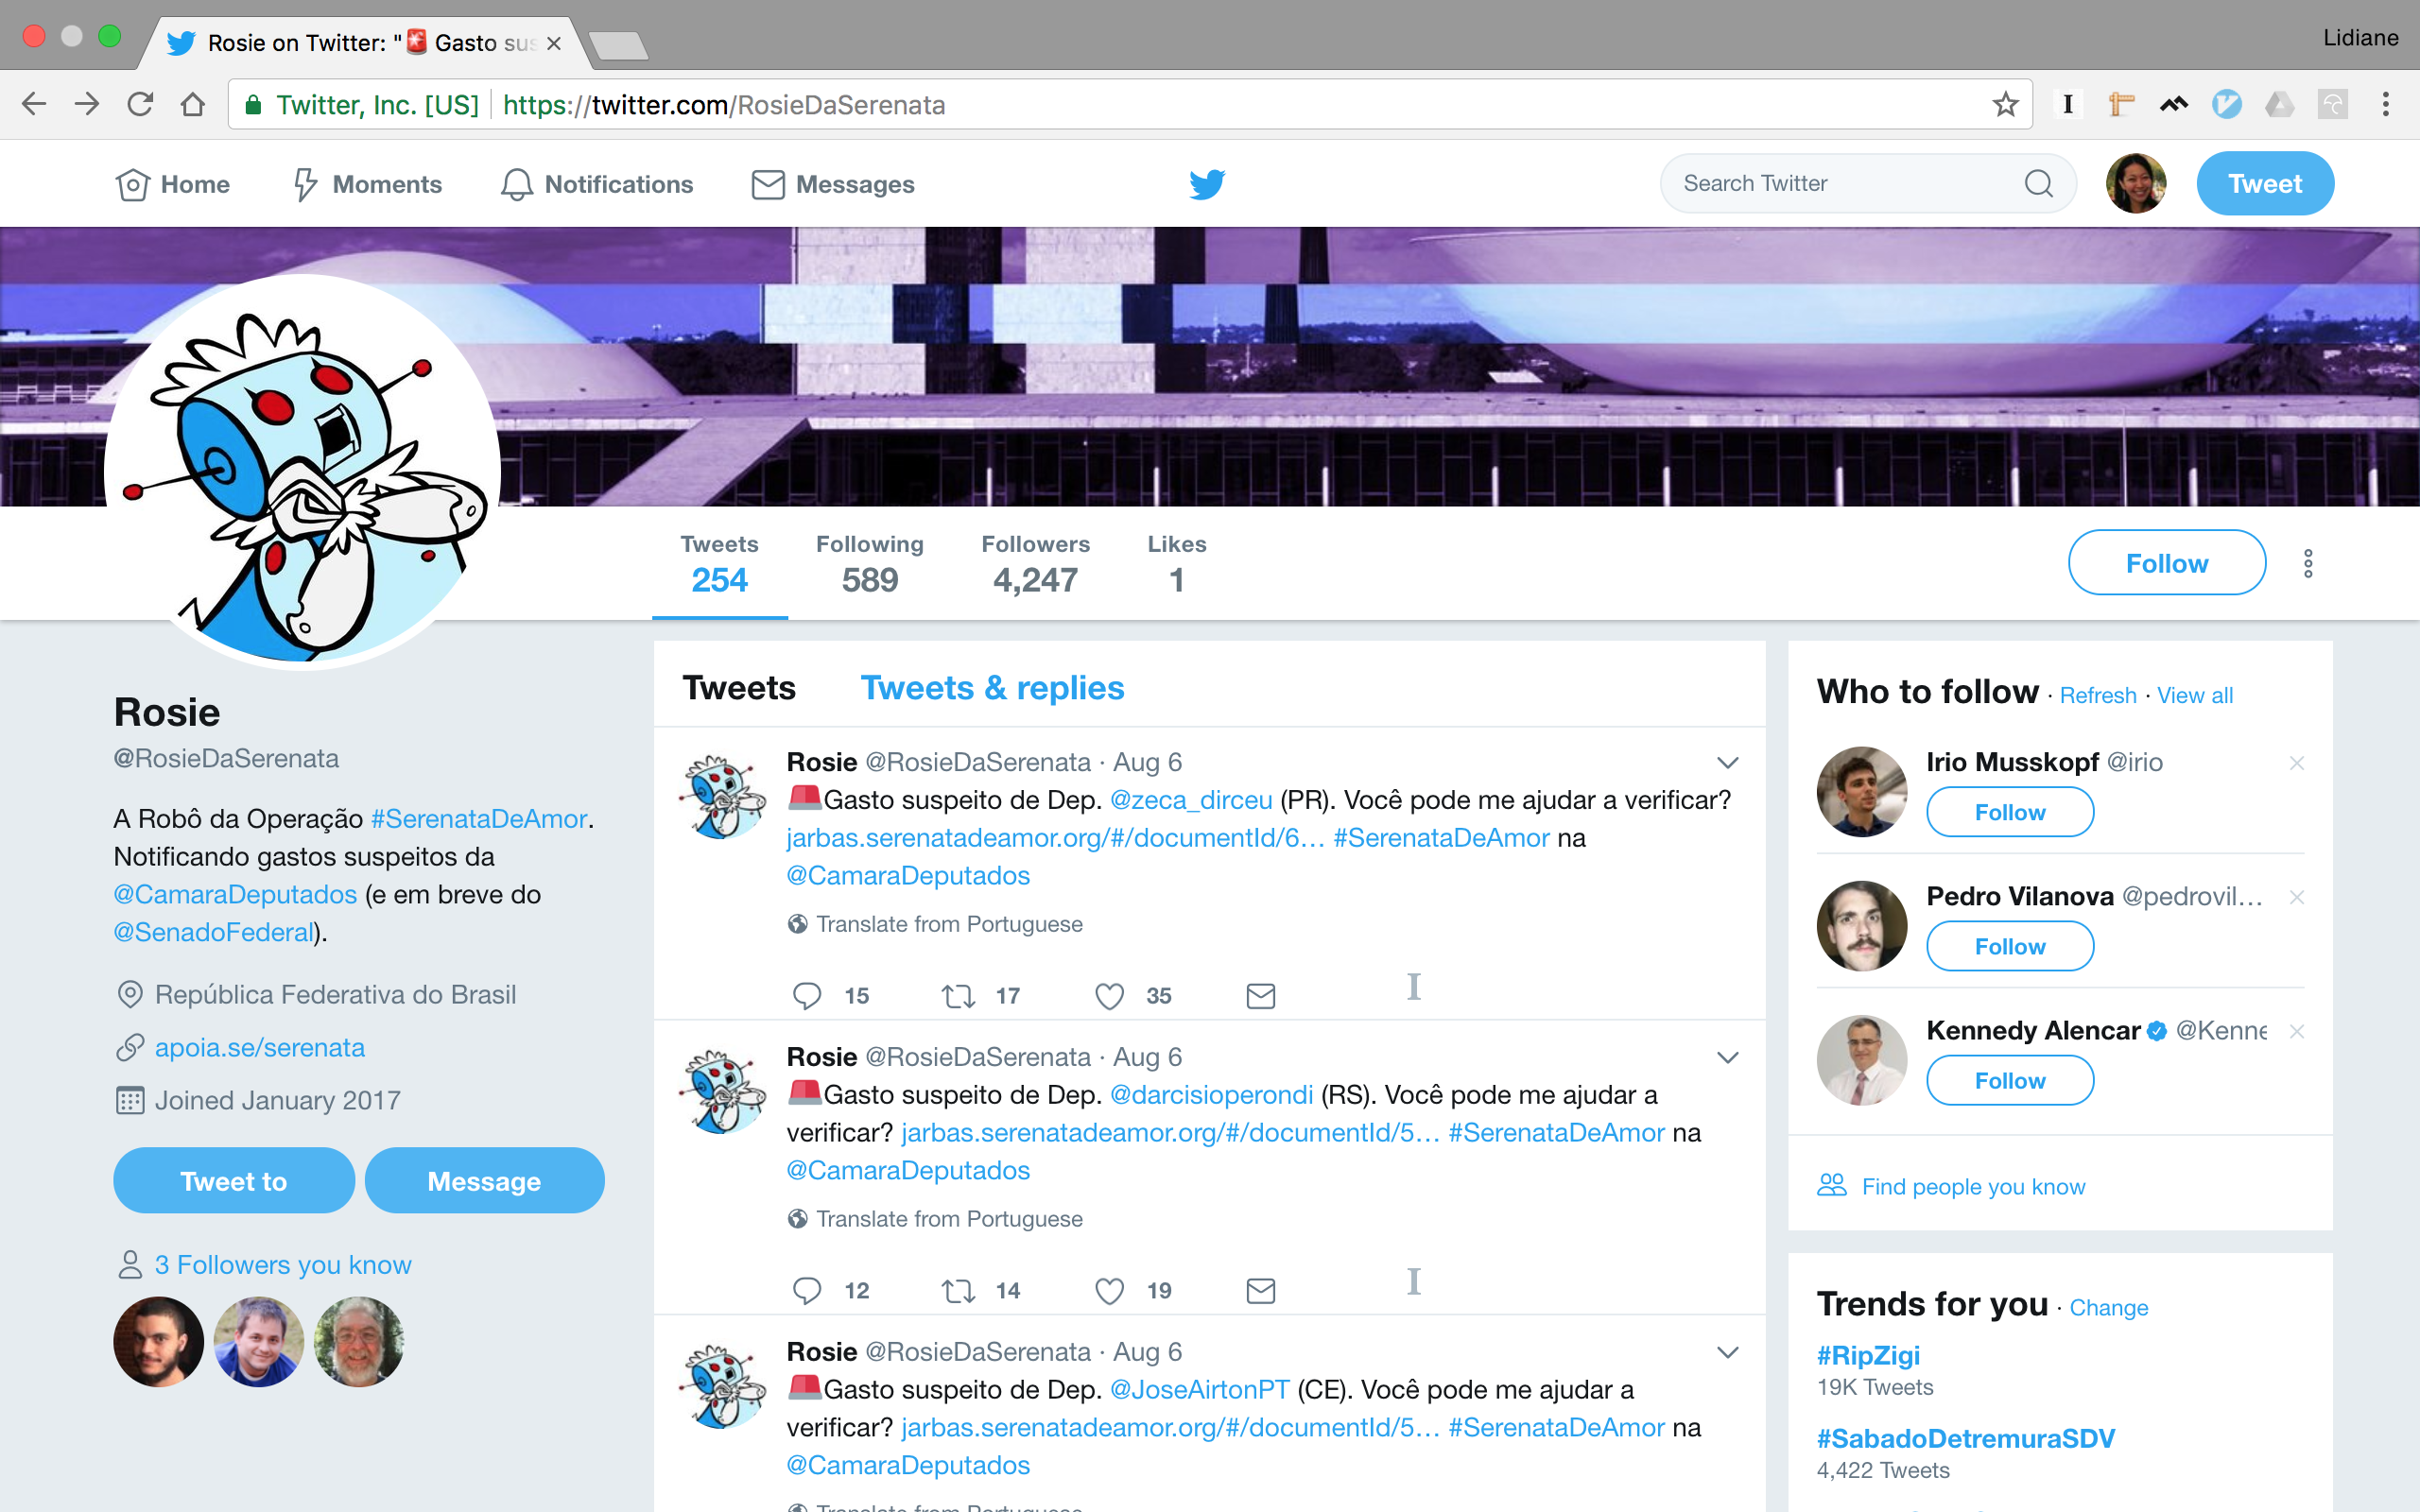 Rosie on Twitter: "🚨 Gasto sus
Lidiane
Twitter, Inc. [US] https://twitter.com/RosieDaSerenata
Home Moments Notifications Messages
Search Twitter
Tweet
Tweets Following Followers Likes
254 589 4,247 1
Follow
Rosie
@RosieDaSerenata
A Robô da Operação #SerenataDeAmor.
Notificando gastos suspeitos da
@CamaraDeputados (e em breve do
@SenadoFederal).
República Federativa do Brasil
apoia.se/serenata
Joined January 2017
Tweet to Message
3 Followers you know
Tweets Tweets & replies
Rosie @RosieDaSerenata · Aug 6
🚨Gasto suspeito de Dep. @zeca_dirceu (PR). Você pode me ajudar a verificar?
jarbas.serenatadeamor.org/#/documentId/6… #SerenataDeAmor na
@CamaraDeputados
Translate from Portuguese
15 17 35
Rosie @RosieDaSerenata · Aug 6
🚨Gasto suspeito de Dep. @darcisioperondi (RS). Você pode me ajudar a
verificar? jarbas.serenatadeamor.org/#/documentId/5… #SerenataDeAmor na
@CamaraDeputados
Translate from Portuguese
12 14 19
Rosie @RosieDaSerenata · Aug 6
🚨Gasto suspeito de Dep. @JoseAirtonPT (CE). Você pode me ajudar a
verificar? jarbas.serenatadeamor.org/#/documentId/5… #SerenataDeAmor na
@CamaraDeputados
Translate from Portuguese
Who to follow · Refresh · View all
Irio Musskopf @irio
Follow
Pedro Vilanova @pedrovil…
Follow
Kennedy Alencar @Kenne
Follow
Find people you know
Trends for you · Change
#RipZigi
19K Tweets
#SabadoDetremuraSDV
4,422 Tweets